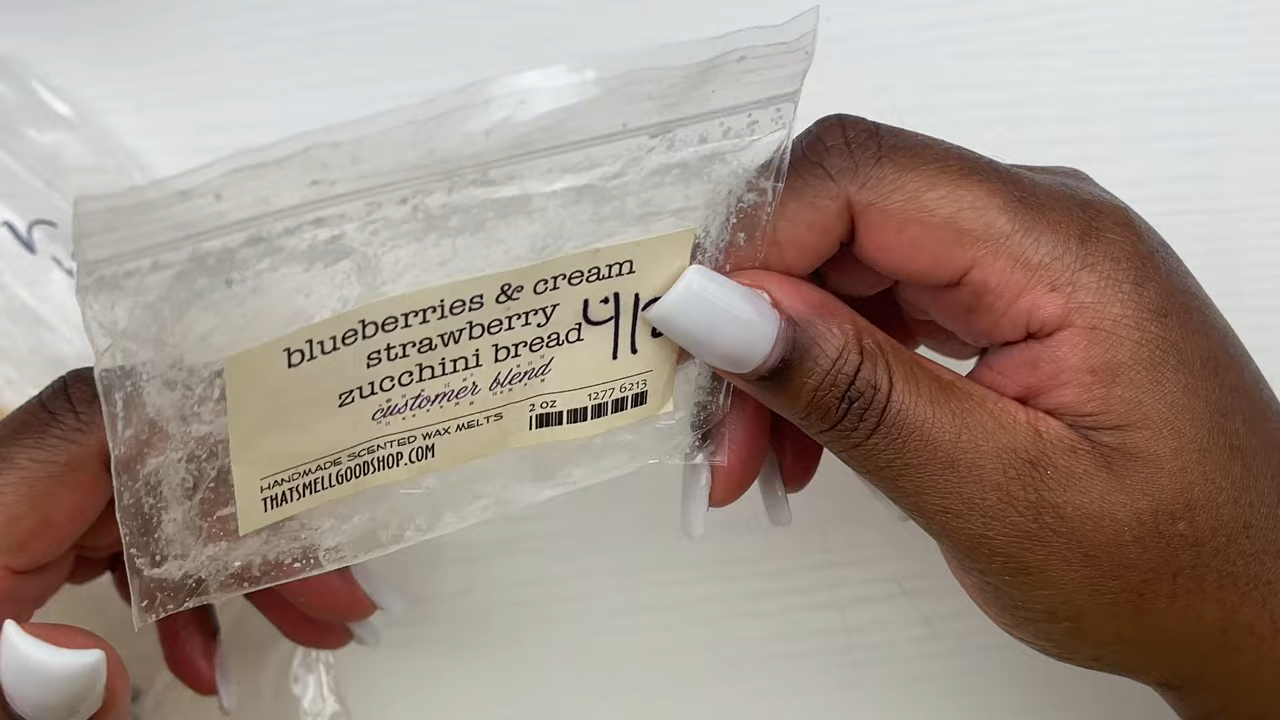 blueberries & cream
strawberry
zucchini bread
customer blend
2 oz 1277 6213
HANDMADE SCENTED WAX MELTS
THATSMELLGOODSHOP.COM